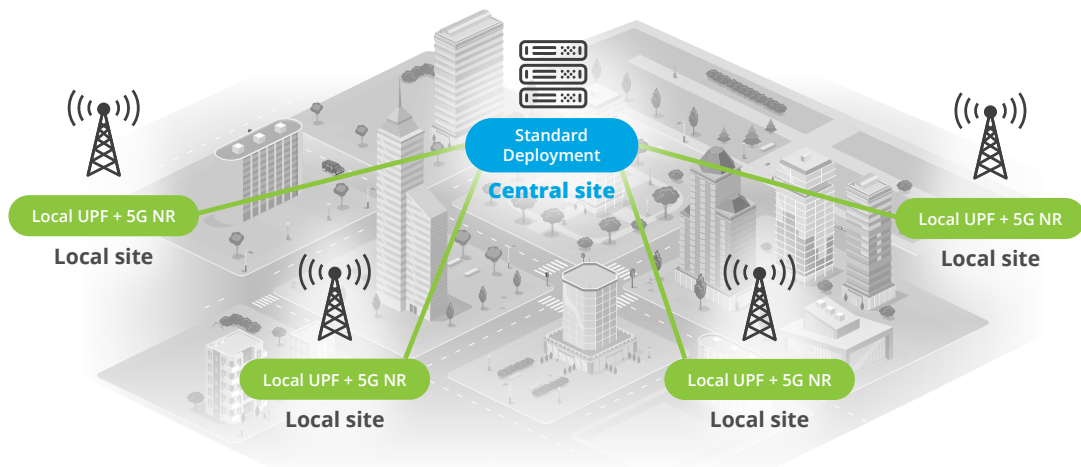 Standard
Deployment
Central site
Local UPF + 5G NR
Local site
Local UPF + 5G NR
Local site
Local UPF + 5G NR
Local site
Local UPF + 5G NR
Local site